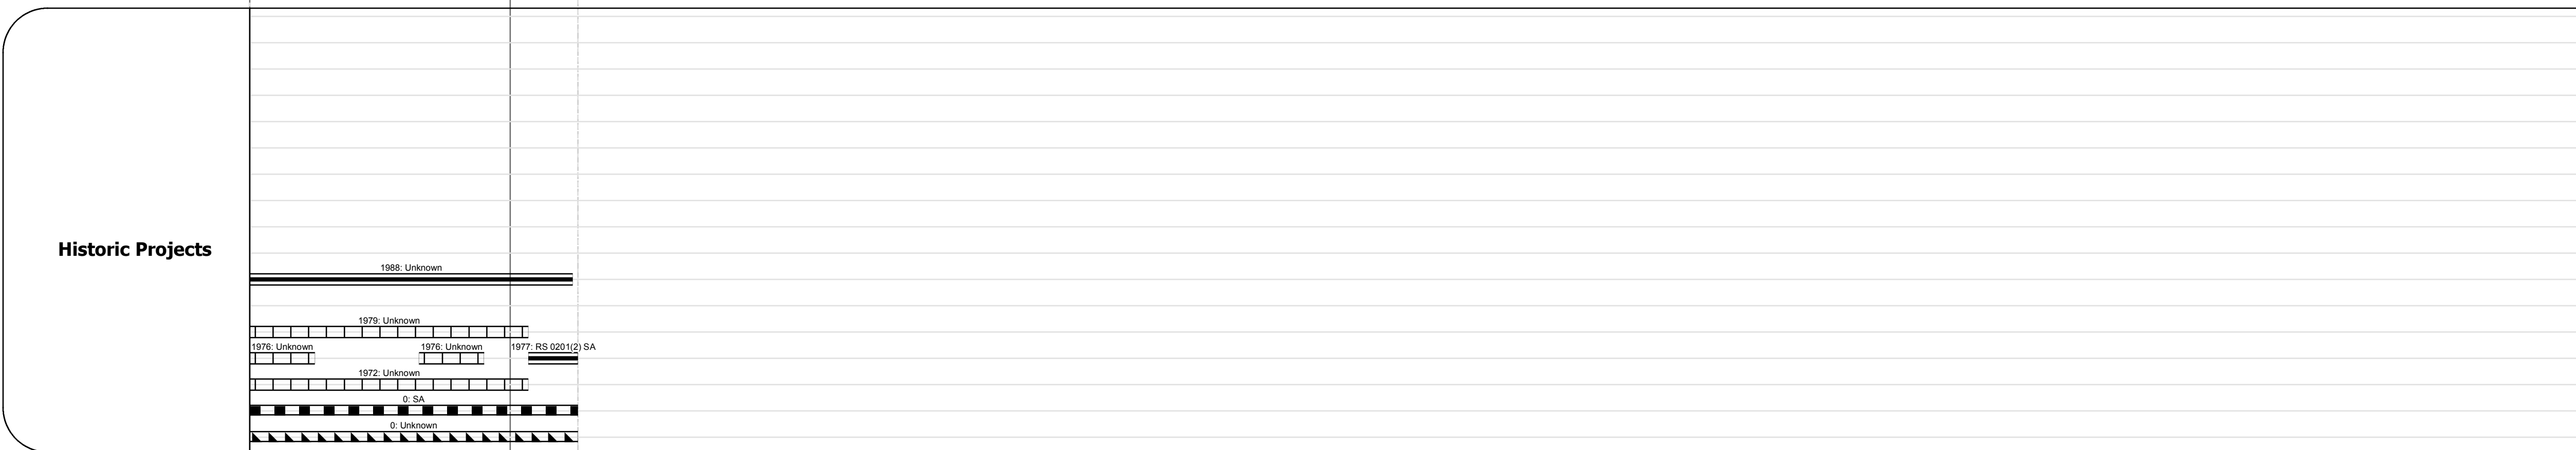 Historic Projects
1988: Unknown
1979: Unknown
1976: Unknown
1976: Unknown
1977: RS 0201(2) SA
1972: Unknown
0: SA
0: Unknown